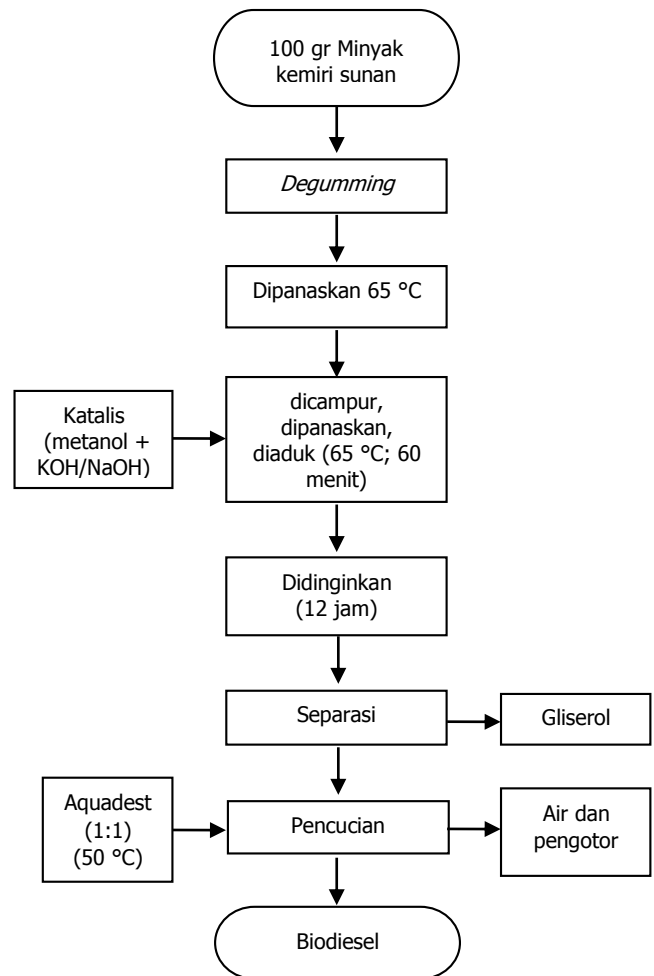 100 gr Minyak
kemiri sunan
Degumming
Dipanaskan 65 °C
Katalis
(metanol +
KOH/NaOH)
dicampur,
dipanaskan,
diaduk (65 °C; 60
menit)
Didinginkan
(12 jam)
Separasi
Gliserol
Aquadest
(1:1)
(50 °C)
Pencucian
Air dan
pengotor
Biodiesel